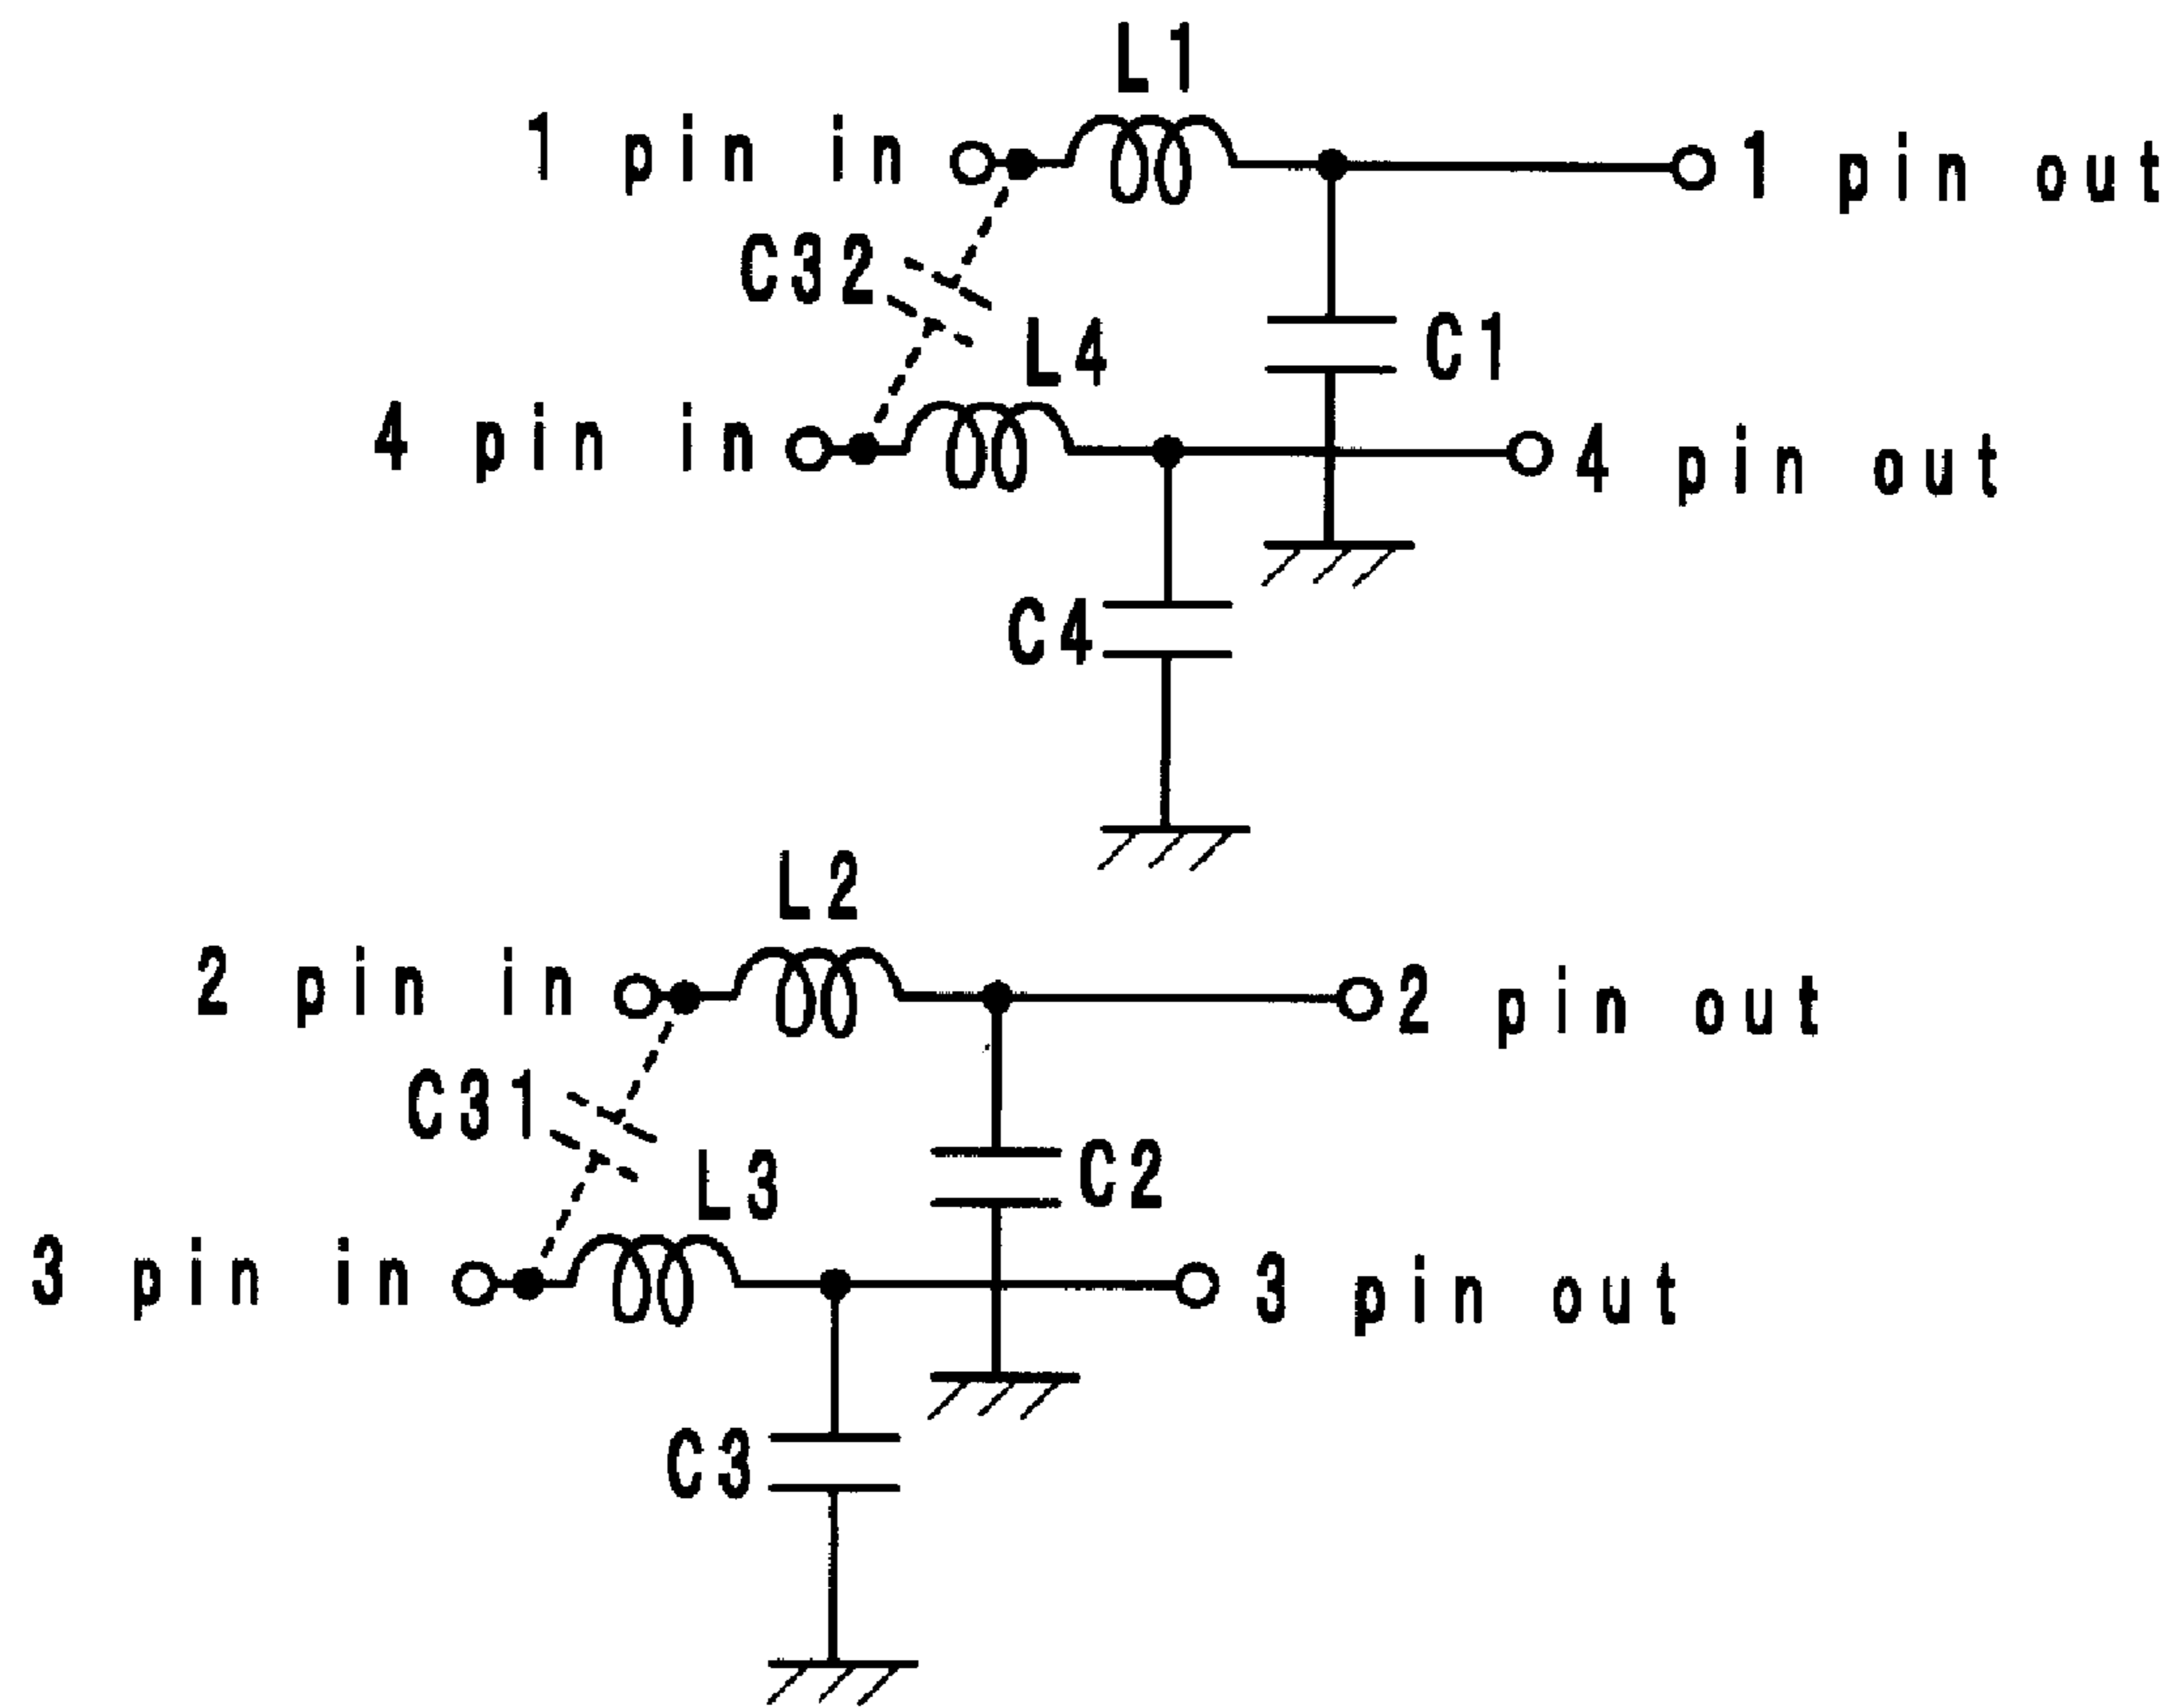 L1
1 pin in
1 pin out
C32
L4
C1
4 pin in
4 pin out
C4
L2
2 pin in
2 pin out
C31
L3
C2
3 pin in
3 pin out
C3